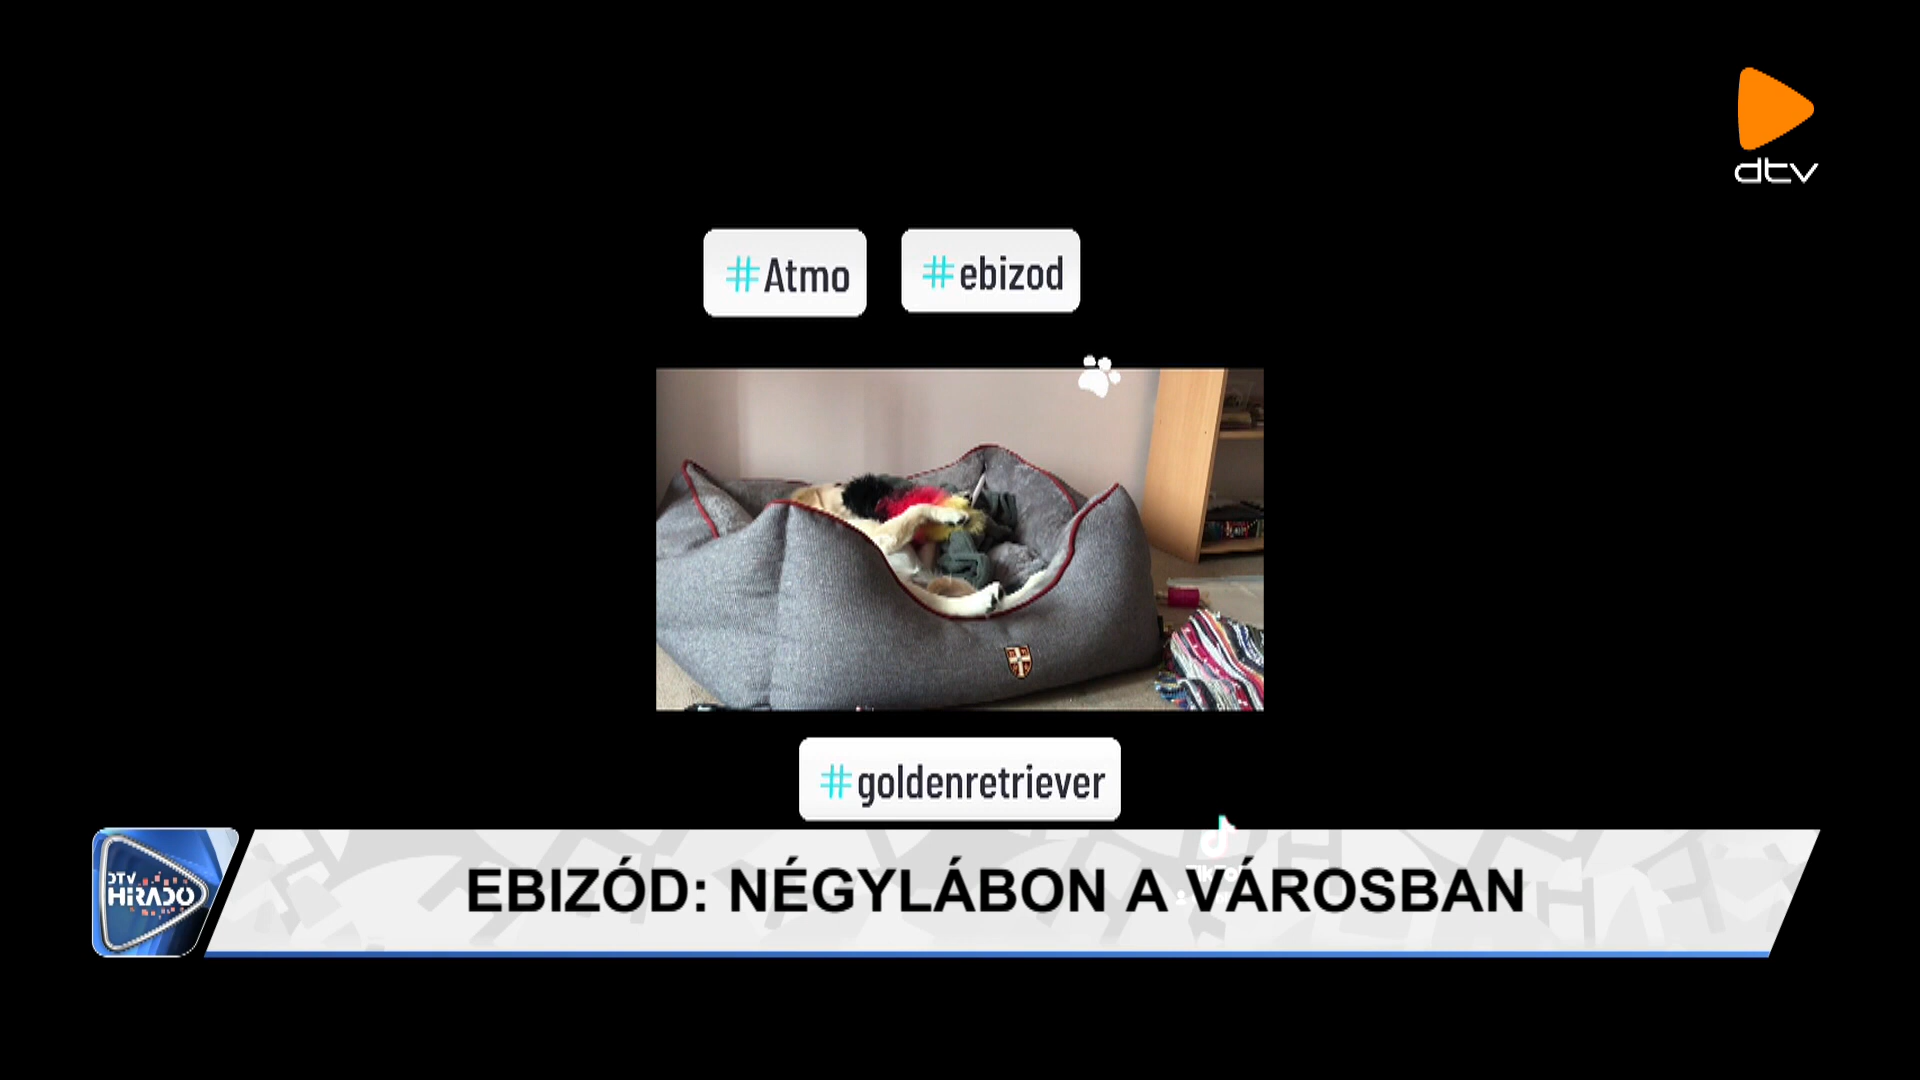 dtv
#Atmo #ebizod
#goldenretriever
DTV
HÍRADÓ
EBIZÓD: NÉGYLÁBON A VÁROSBAN